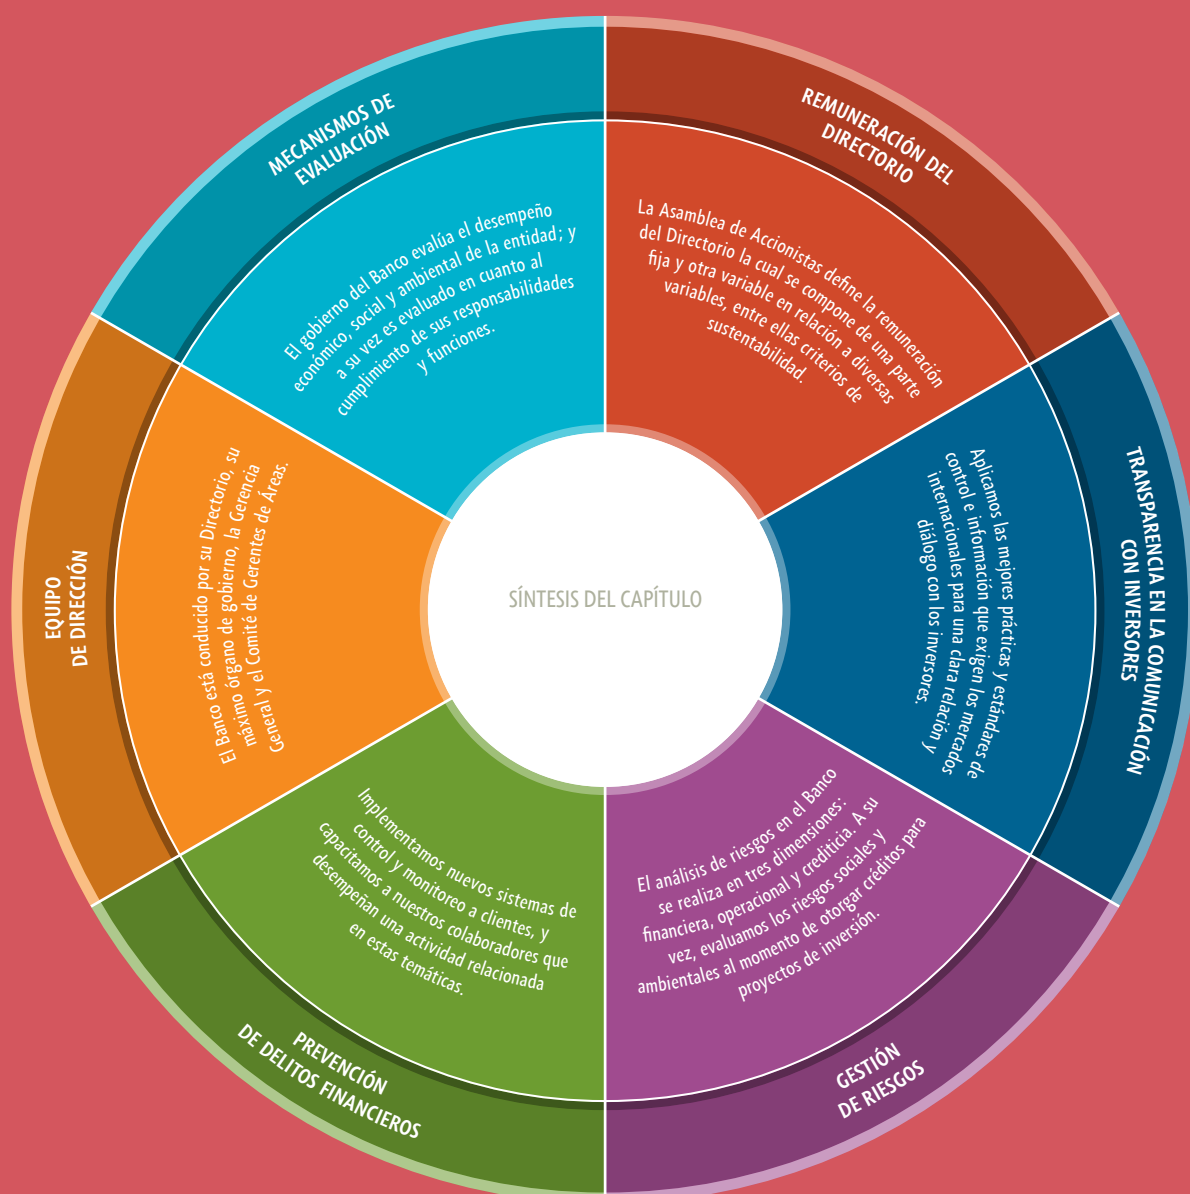 MECANISMOS DE
EVALUACIÓN
El gobierno del Banco evalúa el desempeño
económico, social y ambiental de la entidad; y
a su vez es evaluado en cuanto al
cumplimiento de sus responsabilidades
y funciones.
REMUNERACIÓN DEL
DIRECTORIO
La Asamblea de Accionistas define la remuneración
del Directorio la cual se compone de una parte
fija y otra variable en relación a diversas
variables, entre ellas criterios de
sustentabilidad.
TRANSPARENCIA EN LA COMUNICACIÓN
CON INVERSORES
Aplicamos las mejores prácticas y estándares de
control e información que exigen los mercados
internacionales para una clara relación y
diálogo con los inversores.
GESTIÓN
DE RIESGOS
El análisis de riesgos en el Banco
se realiza en tres dimensiones:
financiera, operacional y crediticia. A su
vez, evaluamos los riesgos sociales y
ambientales al momento de otorgar créditos para
proyectos de inversión.
PREVENCIÓN
DE DELITOS FINANCIEROS
Implementamos nuevos sistemas de
control y monitoreo a clientes, y
capacitamos a nuestros colaboradores que
desempeñan una actividad relacionada
en estas temáticas.
EQUIPO
DE DIRECCIÓN
El Banco está conducido por su Directorio, su
máximo órgano de gobierno, la Gerencia
General y el Comité de Gerentes de Áreas.
SÍNTESIS DEL CAPÍTULO